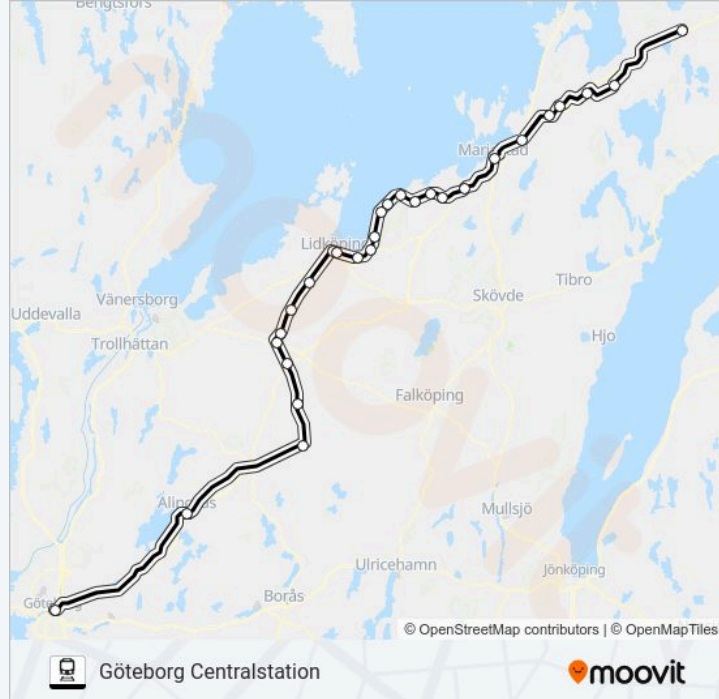 Bengtsfors
Mariestad
Lidköping
Tibro
Vänersborg
Skövde
Uddevalla
Hjo
Trollhättan
Falköping
Alingsås
Mullsjö
Ulricehamn
Jönköping
Borås
Göteborg
© OpenStreetMap contributors | © OpenMapTiles
Göteborg Centralstation
moovit
moovit